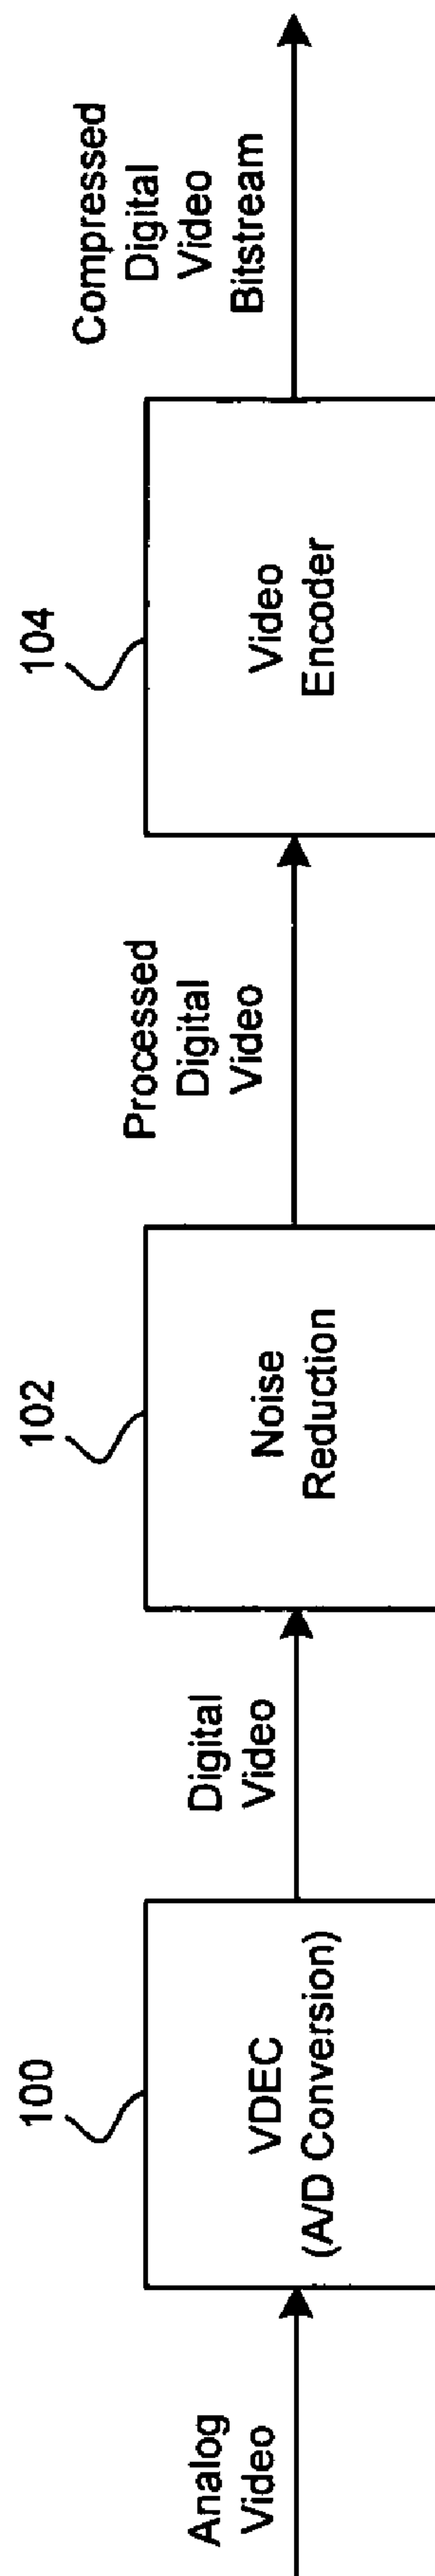 Analog
Video
100
VDEC
(A/D Conversion)
Digital
Video
102
Noise
Reduction
Processed
Digital
Video
104
Video
Encoder
Compressed
Digital
Video
Bitstream